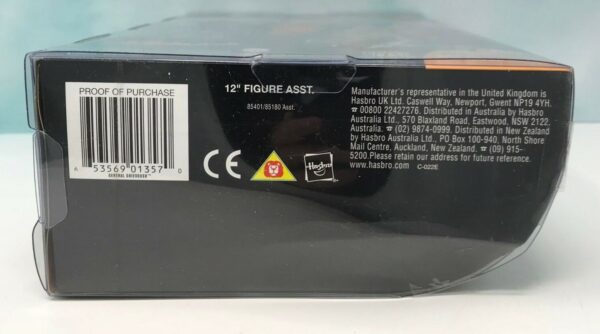 PROOF OF PURCHASE
6 53569 01357 0
12" FIGURE ASST.
85401/85180 Asst.
CE
Hasbro
Manufacturer's representative in the United Kingdom is
Hasbro UK Ltd. Caswell Way, Newport, Gwent NP19 4YH.
☎ 00800 22427276. Distributed in Australia by Hasbro
Australia Ltd., 570 Blaxland Road, Eastwood, NSW 2122,
Australia. ☎ (02) 9874-0999. Distributed in New Zealand
by Hasbro Australia Ltd., PO Box 100-940, North Shore
Mail Centre, Auckland, New Zealand. ☎ (09) 915-
5200.Please retain our address for future reference.
www.hasbro.com C-022E